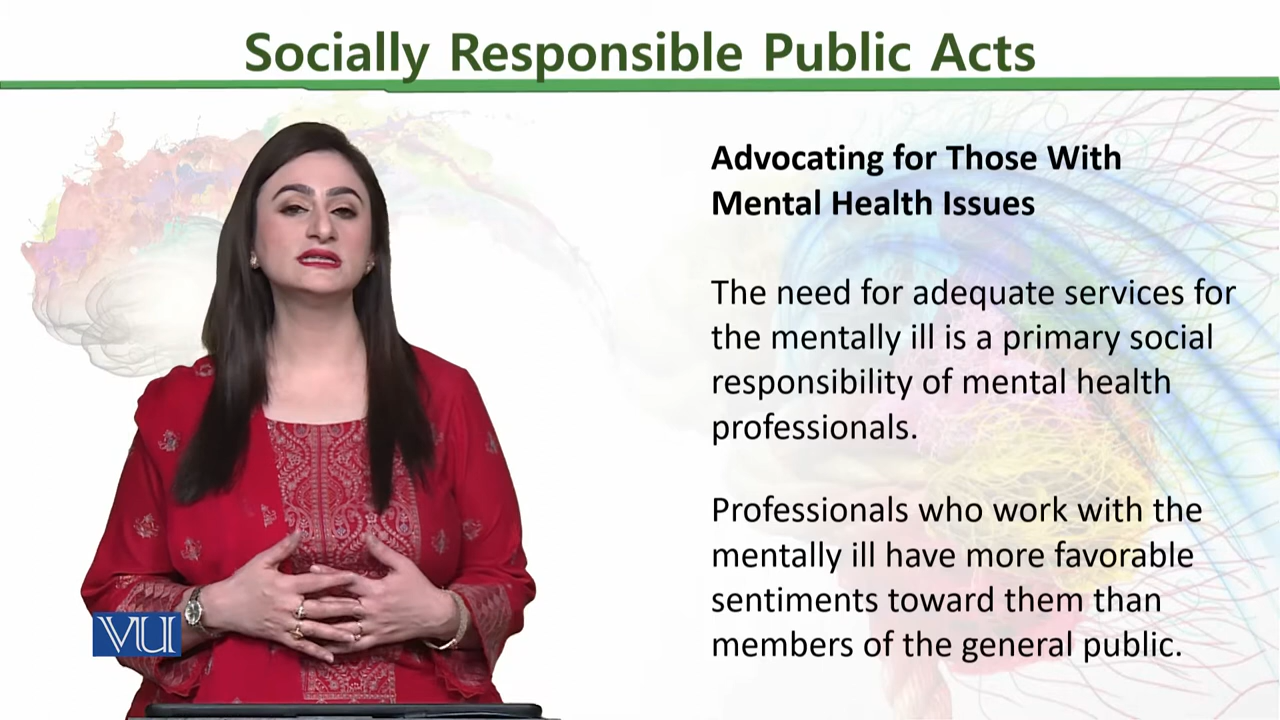 Socially Responsible Public Acts
Advocating for Those With
Mental Health Issues
The need for adequate services for
the mentally ill is a primary social
responsibility of mental health
professionals.
Professionals who work with the
mentally ill have more favorable
sentiments toward them than
members of the general public.
VU